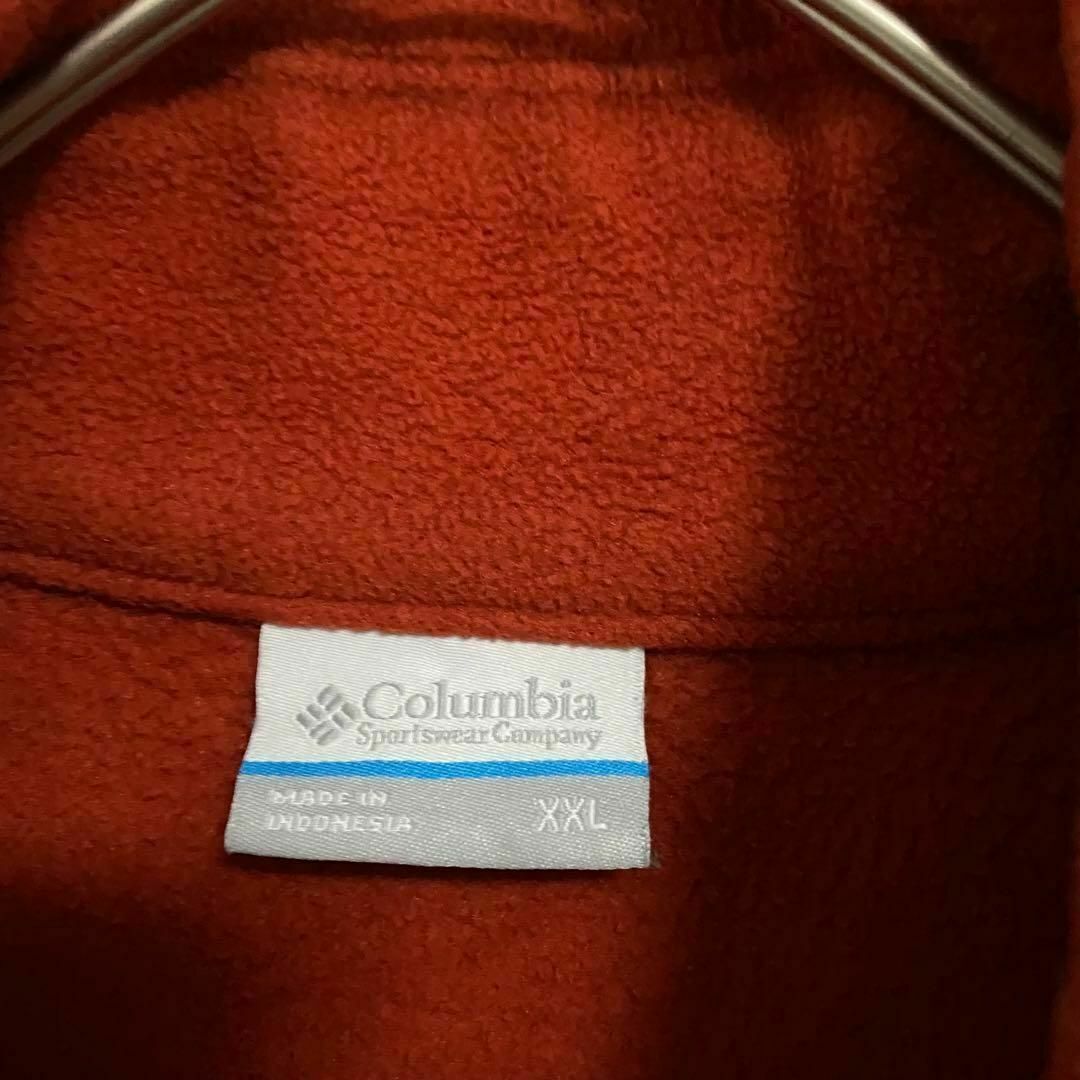 Columbia
Sportswear Company
MADE IN
INDONESIA
XXL